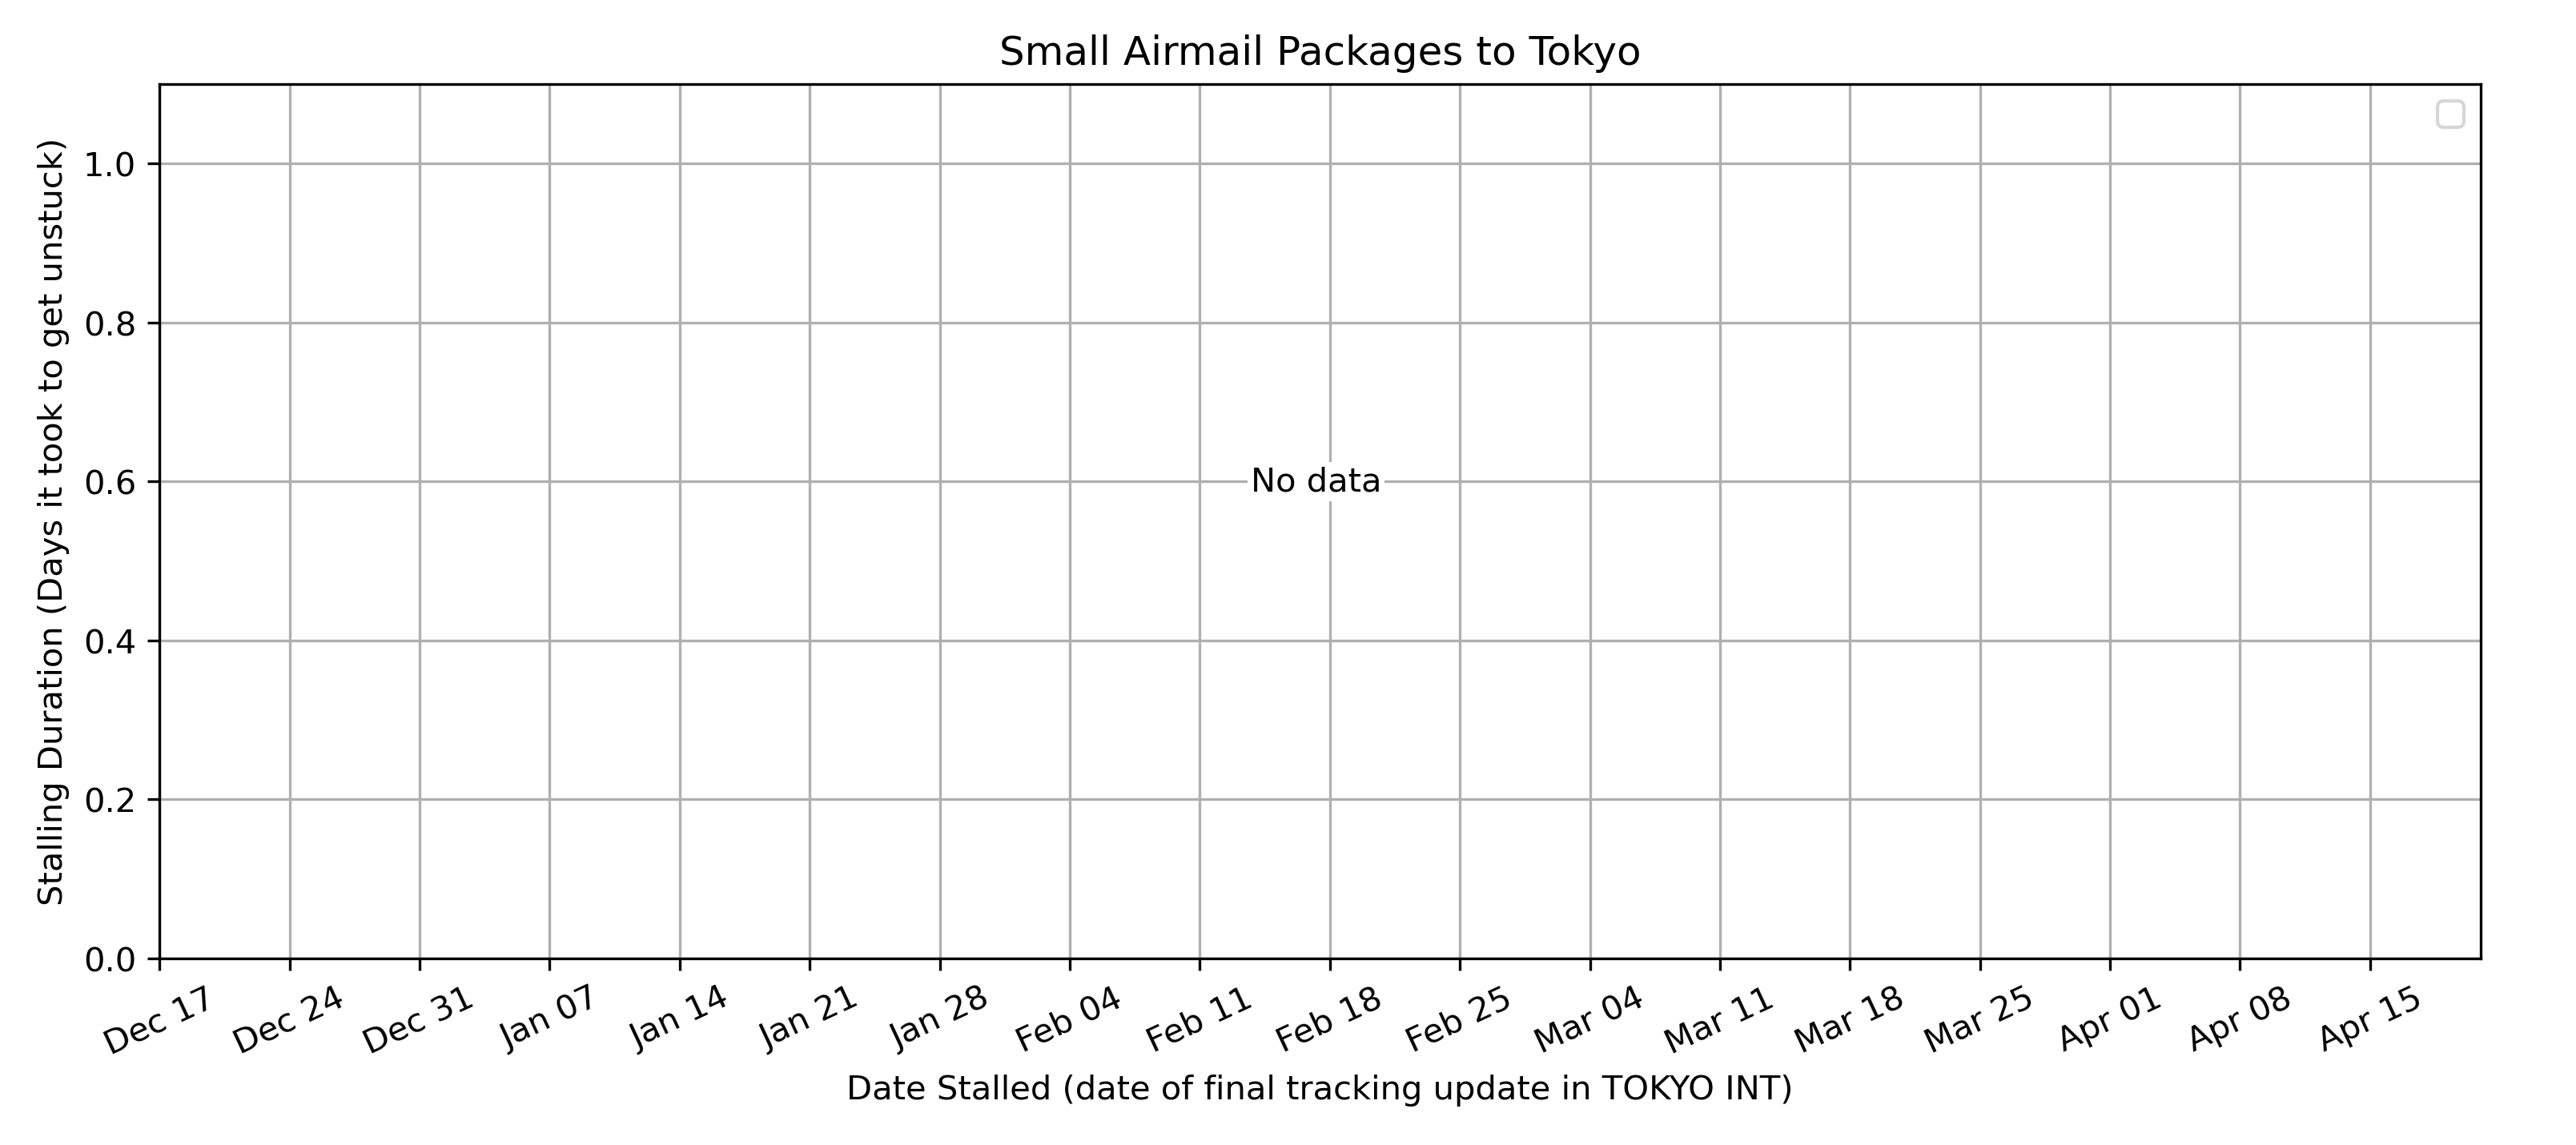 Small Airmail Packages to Tokyo
Stalling Duration (Days it took to get unstuck)
1.0
0.8
0.6
0.4
0.2
0.0
No data
Dec 17 Dec 24 Dec 31 Jan 07 Jan 14 Jan 21 Jan 28 Feb 04 Feb 11 Feb 18 Feb 25 Mar 04 Mar 11 Mar 18 Mar 25 Apr 01 Apr 08 Apr 15
Date Stalled (date of final tracking update in TOKYO INT)